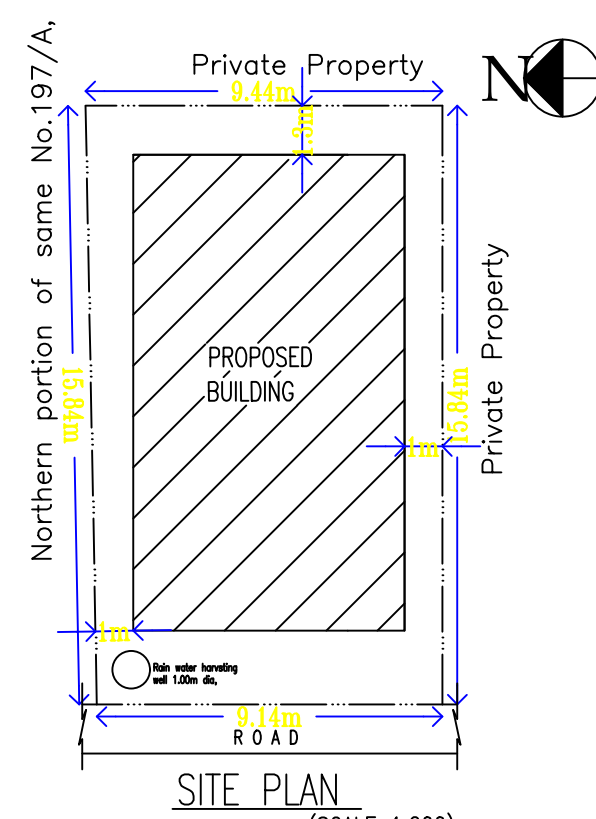 Northern portion of same No.197/A,
Private Property
N
9.44m
1.3m
Private Property
15.84m
15.84m
PROPOSED
BUILDING
1m
1m
Rain water harvsting
well 1.00m dia,
9.14m
ROAD
SITE PLAN